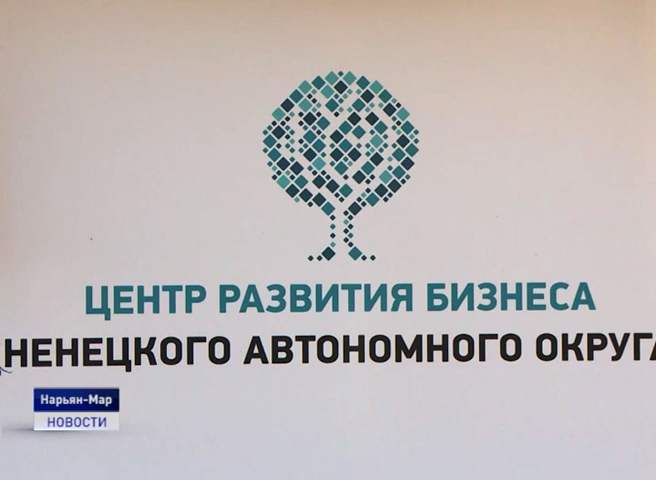 ЦЕНТР РАЗВИТИЯ БИЗНЕСА
НЕНЕЦКОГО АВТОНОМНОГО ОКРУГА
Нарьян-Мар
НОВОСТИ